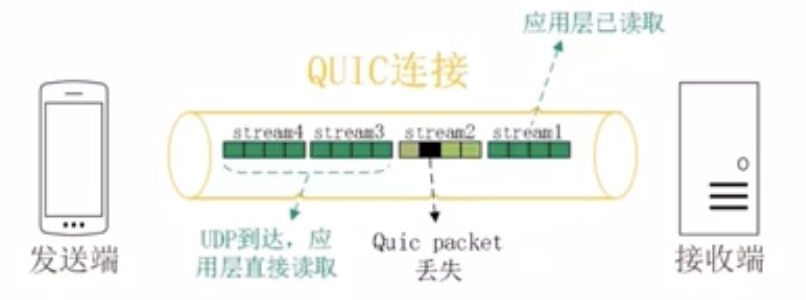 应用层已读取
QUIC连接
stream4 stream3 stream2 stream1
UDP到达，应
用层直接读取
Quic packet
丢失
发送端
接收端